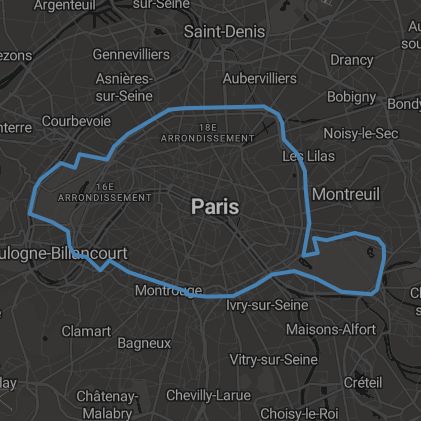 Argenteuil
sur-Seine
Saint-Denis
ezons
Gennevilliers
Drancy
Asnières-
sur-Seine
Aubervilliers
Bobigny
Bondy
Courbevoie
nterre
18E
ARRONDISSEMENT
Noisy-le-Sec
Les Lilas
16E
ARRONDISSEMENT
Montreuil
Paris
oulogne-Billancourt
Montrouge
Ivry-sur-Seine
Clamart
Maisons-Alfort
Bagneux
Vitry-sur-Seine
lay
Créteil
Châtenay-
Malabry
Chevilly-Larue
Choisy-le-Roi